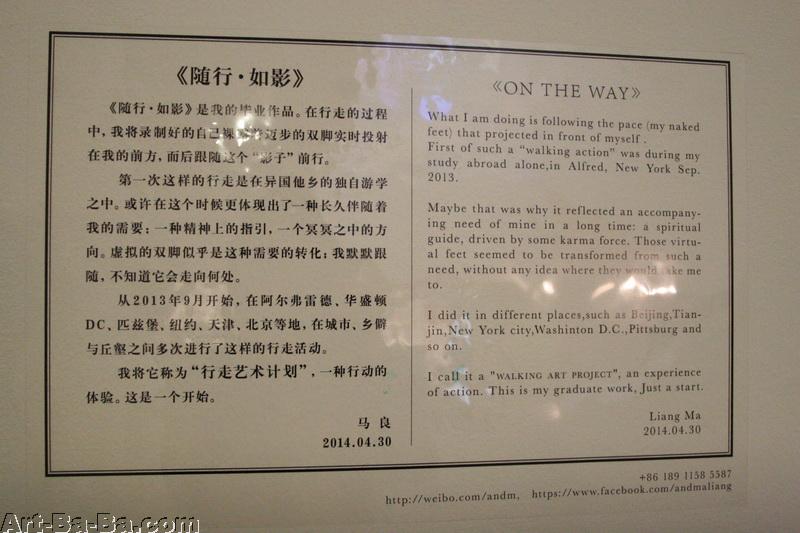 《随行·如影》
《随行·如影》是我的毕业作品。在行走的过程
中，我将录制好的自己裸露着迈步的双脚实时投射
在我的前方，而后跟随这个“影子”前行。
第一次这样的行走是在异国他乡的独自游学
之中。或许在这个时候更体现出了一种长久伴随着
我的需要：一种精神上的指引，一个冥冥之中的方
向。虚拟的双脚似乎是这种需要的转化；我默默跟
随，不知道它会走向何处。
从2013年9月开始，在阿尔弗雷德、华盛顿
DC、匹兹堡、纽约、天津、北京等地，在城市、乡僻
与丘壑之间多次进行了这样的行走活动。
我将它称为“行走艺术计划”，一种行动的
体验。这是一个开始。
马 良
2014.04.30
《ON THE WAY》
What I am doing is following the pace (my naked
feet) that projected in front of myself .
First of such a “walking action” was during my
study abroad alone,in Alfred, New York Sep.
2013.
Maybe that was why it reflected an accompany-
ing need of mine in a long time: a spiritual
guide, driven by some karma force. Those virtu-
al feet seemed to be transformed from such a
need, without any idea where they would take me
to.
I did it in different places,such as Beijing,Tian-
jin,New York city,Washinton D.C.,Pittsburg and
so on.
I call it a "WALKING ART PROJECT", an experience
of action. This is my graduate work, Just a start.
Liang Ma
2014.04.30
+86 189 1158 5587
http://weibo.com/andm, https://www.facebook.com/andmaliang
Art-Ba-Ba.com